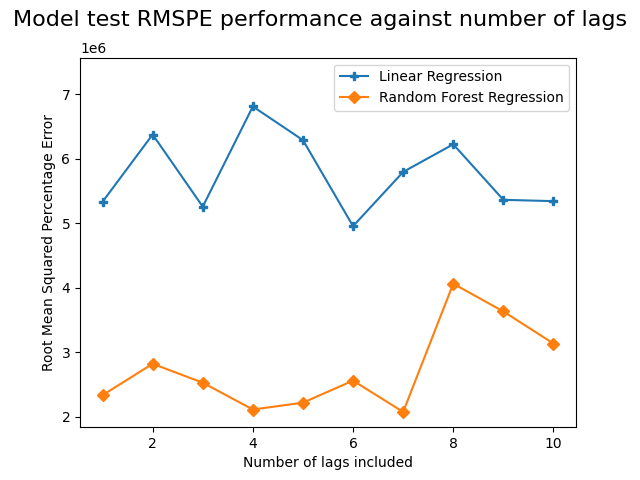 Model test RMSPE performance against number of lags
1e6
Linear Regression
Random Forest Regression
7
6
5
4
3
2
Root Mean Squared Percentage Error
2 4 6 8 10
Number of lags included